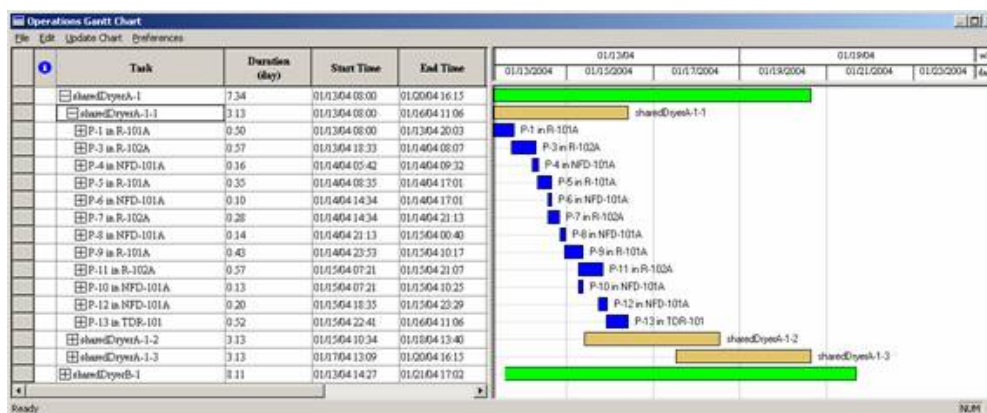 Operations Gantt Chart
File Edit Update Chart Preferences
Task Duration (day) Start Time End Time
01/13/04 01/19/04
01/13/2004 01/15/2004 01/17/2004 01/19/2004 01/21/2004 01/23/2004
sharedDryerA-1 7.34 01/13/04 08:00 01/20/04 16:15
sharedDryerA-1-1 3.13 01/13/04 08:00 01/16/04 11:06 sharedDryerA-1-1
P-1 in R-101A 0.50 01/13/04 08:00 01/13/04 20:03 P-1 in R-101A
P-3 in R-102A 0.57 01/13/04 18:33 01/14/04 08:07 P-3 in R-102A
P-4 in NFD-101A 0.16 01/14/04 05:42 01/14/04 09:32 P-4 in NFD-101A
P-5 in R-101A 0.35 01/14/04 08:35 01/14/04 17:01 P-5 in R-101A
P-6 in NFD-101A 0.10 01/14/04 14:34 01/14/04 17:01 P-6 in NFD-101A
P-7 in R-102A 0.28 01/14/04 14:34 01/14/04 21:13 P-7 in R-102A
P-8 in NFD-101A 0.14 01/14/04 21:13 01/15/04 00:40 P-8 in NFD-101A
P-9 in R-101A 0.43 01/14/04 23:53 01/15/04 10:17 P-9 in R-101A
P-11 in R-102A 0.57 01/15/04 07:21 01/15/04 21:07 P-11 in R-102A
P-10 in NFD-101A 0.13 01/15/04 07:21 01/15/04 10:25 P-10 in NFD-101A
P-12 in NFD-101A 0.20 01/15/04 18:35 01/15/04 23:29 P-12 in NFD-101A
P-13 in TDR-101 0.52 01/15/04 22:41 01/16/04 11:06 P-13 in TDR-101
sharedDryerA-1-2 3.13 01/15/04 10:34 01/18/04 13:40 sharedDryerA-1-2
sharedDryerA-1-3 3.13 01/17/04 13:09 01/20/04 16:15 sharedDryerA-1-3
sharedDryerB-1 8.11 01/13/04 14:27 01/21/04 17:02
Ready NUM